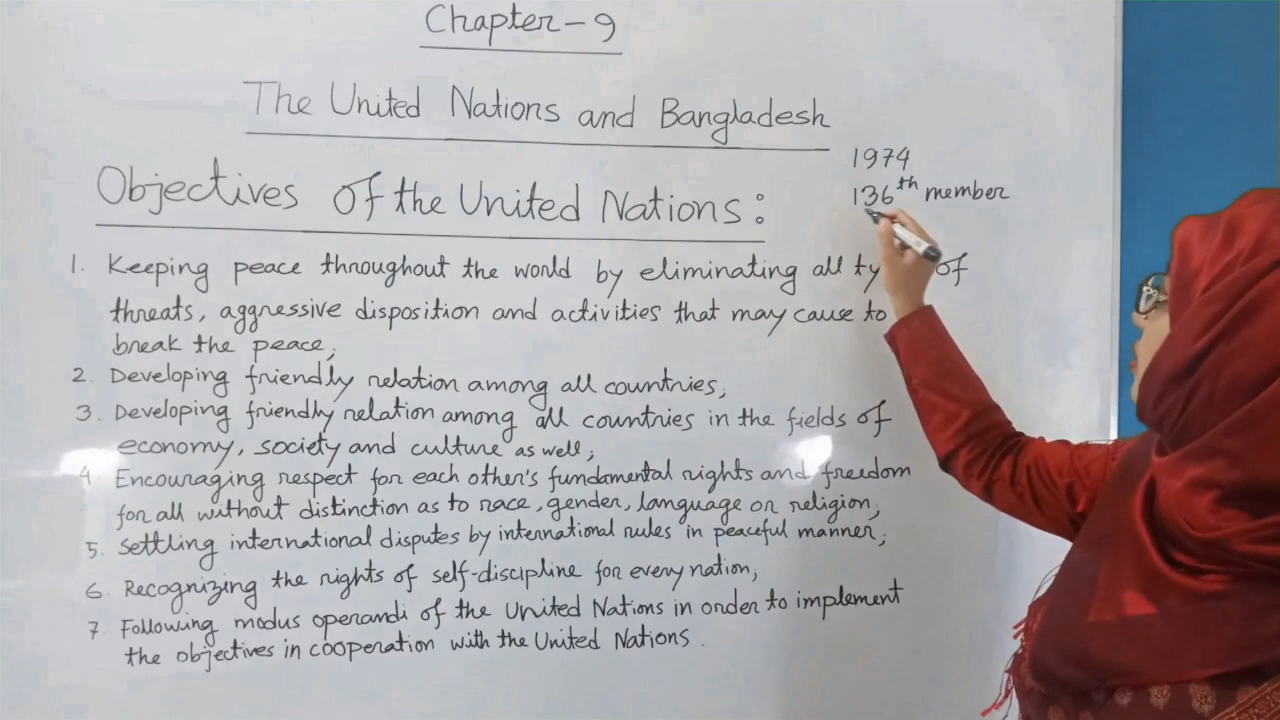 Chapter - 9
The United Nations and Bangladesh
1974
136th member
Objectives of the United Nations:
1. Keeping peace throughout the world by eliminating all ty of
threats, aggressive disposition and activities that may cause to
break the peace;
2. Developing friendly relation among all countries;
3. Developing friendly relation among all countries in the fields of
economy, society and culture as well;
4. Encouraging respect for each other's fundamental rights and freedom
for all without distinction as to race, gender, language or religion;
5. Settling international disputes by international rules in peaceful manner;
6. Recognizing the rights of self-discipline for every nation;
7. Following modus operandi of the United Nations in order to implement
the objectives in cooperation with the United Nations.